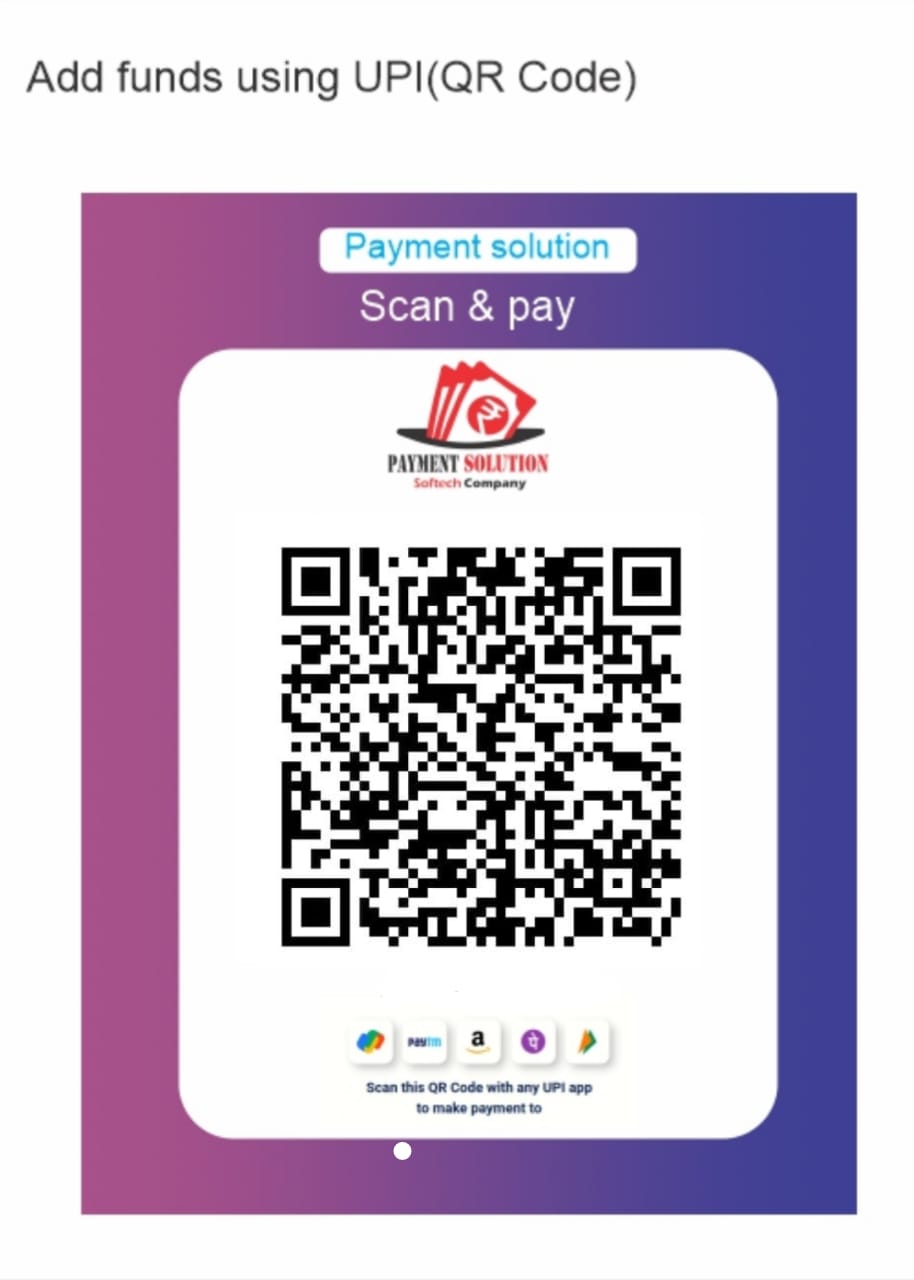 Add funds using UPI(QR Code)
Payment solution
Scan & pay
PAYMENT SOLUTION
Softech Company
Paytm
a
पे
Scan this QR Code with any UPI app
to make payment to